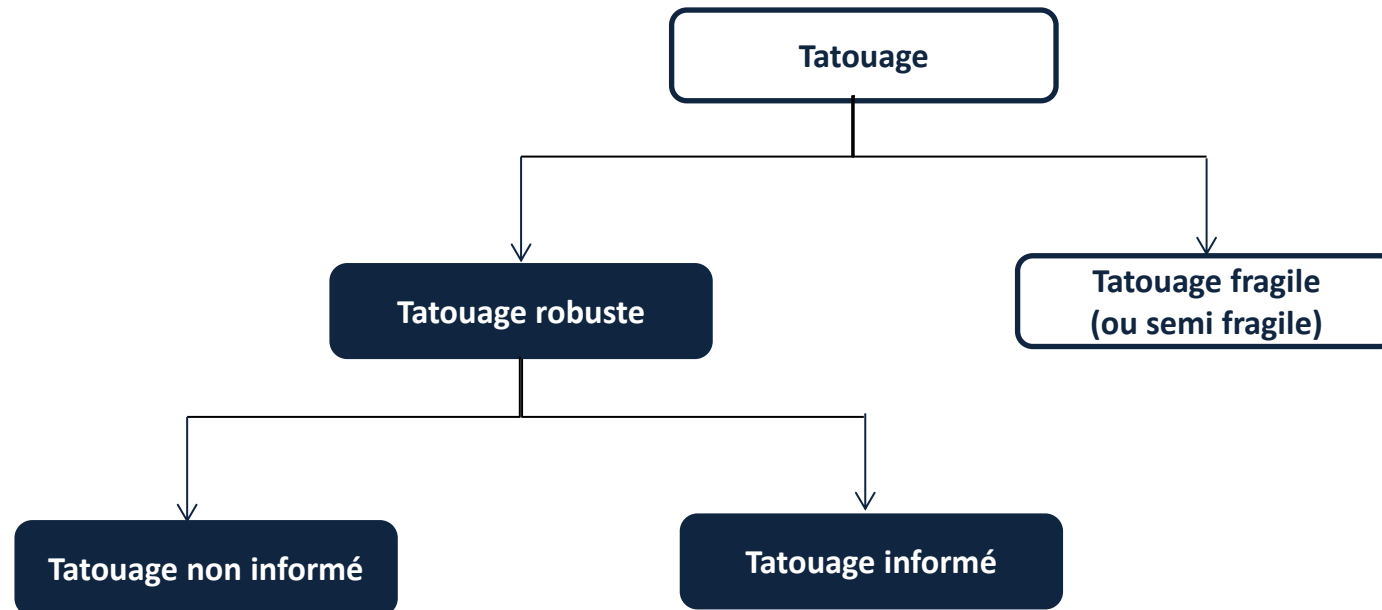 Tatouage
Tatouage robuste
Tatouage fragile
(ou semi fragile)
Tatouage non informé
Tatouage informé